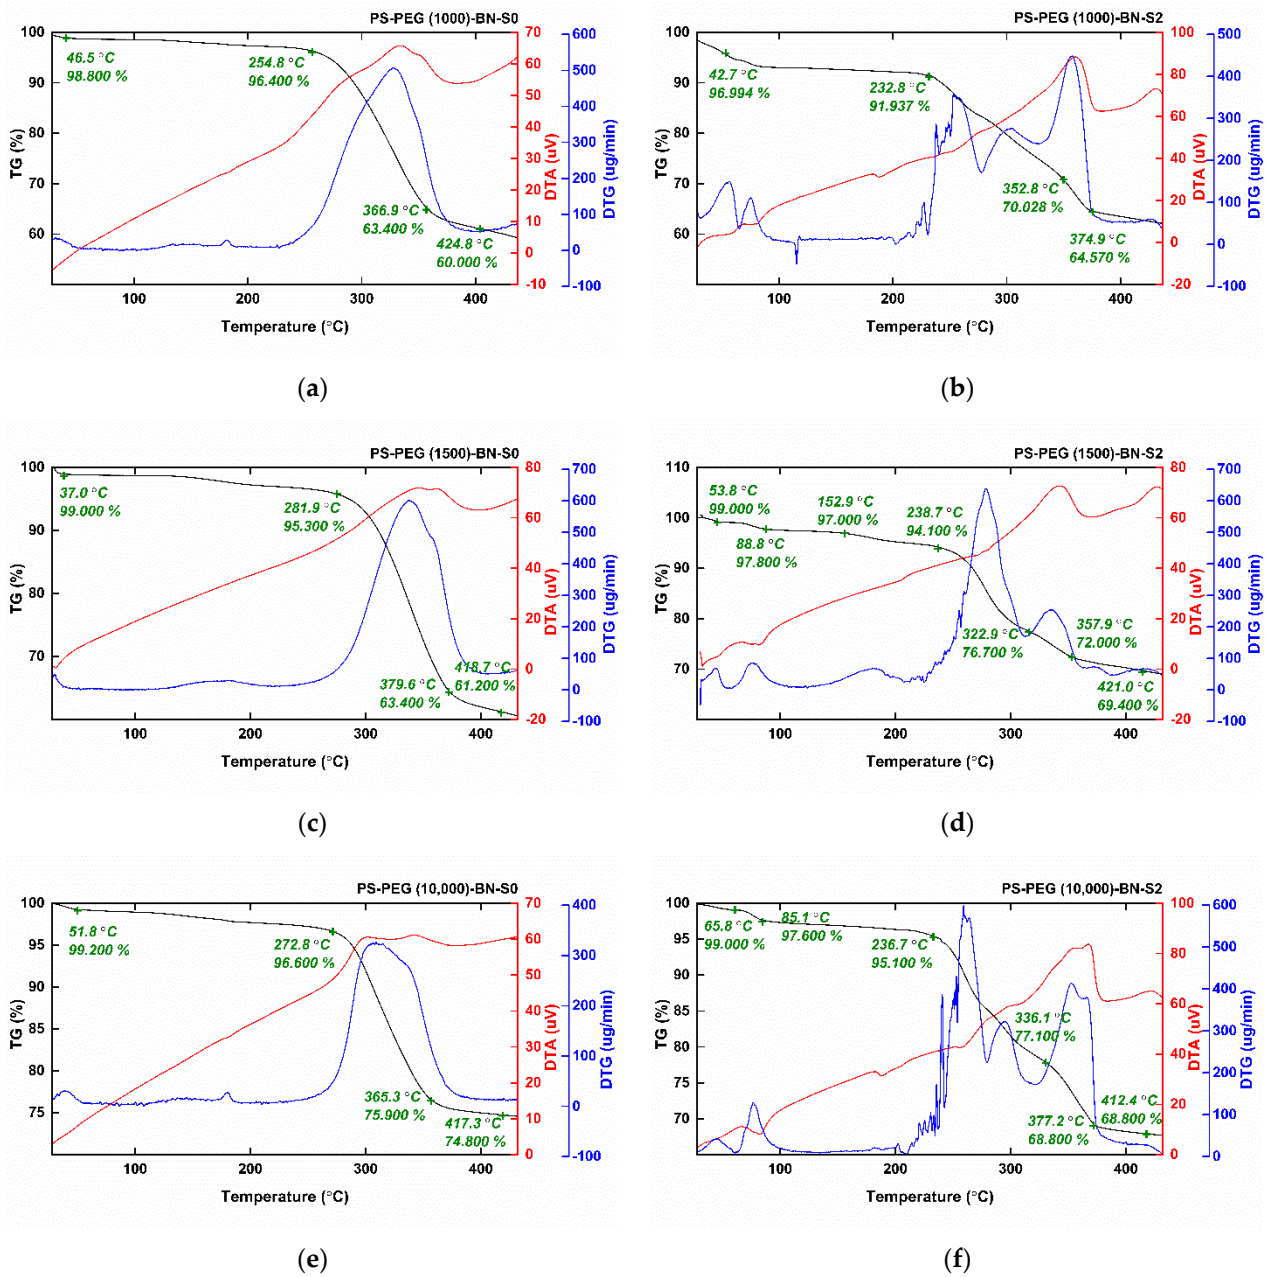 PS-PEG (1000)-BN-S0
TG (%)
100
90
80
70
60
46.5 °C
98.800 %
254.8 °C
96.400 %
366.9 °C
63.400 %
424.8 °C
60.000 %
100
200
300
400
Temperature (°C)
70
60
50
40
30
20
10
0
-10
DTA (uV)
600
500
400
300
200
100
0
-100
DTG (ug/min)
(a)
PS-PEG (1000)-BN-S2
TG (%)
100
90
80
70
60
42.7 °C
96.994 %
232.8 °C
91.937 %
352.8 °C
70.028 %
374.9 °C
64.570 %
100
200
300
400
Temperature (°C)
100
80
60
40
20
0
-20
DTA (uV)
500
400
300
200
100
0
-100
DTG (ug/min)
(b)
PS-PEG (1500)-BN-S0
TG (%)
100
90
80
70
37.0 °C
99.000 %
281.9 °C
95.300 %
379.6 °C
63.400 %
418.7 °C
61.200 %
100
200
300
400
Temperature (°C)
80
60
40
20
0
-20
DTA (uV)
700
600
500
400
300
200
100
0
-100
DTG (ug/min)
(c)
PS-PEG (1500)-BN-S2
TG (%)
110
100
90
80
70
53.8 °C
99.000 %
88.8 °C
97.800 %
152.9 °C
97.000 %
238.7 °C
94.100 %
322.9 °C
76.700 %
357.9 °C
72.000 %
421.0 °C
69.400 %
100
200
300
400
Temperature (°C)
80
60
40
20
0
-20
DTA (uV)
700
600
500
400
300
200
100
0
-100
DTG (ug/min)
(d)
PS-PEG (10,000)-BN-S0
TG (%)
100
95
90
85
80
75
51.8 °C
99.200 %
272.8 °C
96.600 %
365.3 °C
75.900 %
417.3 °C
74.800 %
100
200
300
400
Temperature (°C)
70
60
50
40
30
20
10
0
DTA (uV)
400
300
200
100
0
-100
DTG (ug/min)
(e)
PS-PEG (10,000)-BN-S2
TG (%)
100
95
90
85
80
75
70
65.8 °C
99.000 %
85.1 °C
97.600 %
236.7 °C
95.100 %
336.1 °C
77.100 %
377.2 °C
68.800 %
412.4 °C
68.800 %
100
200
300
400
Temperature (°C)
100
80
60
40
20
0
DTA (uV)
600
500
400
300
200
100
0
DTG (ug/min)
(f)